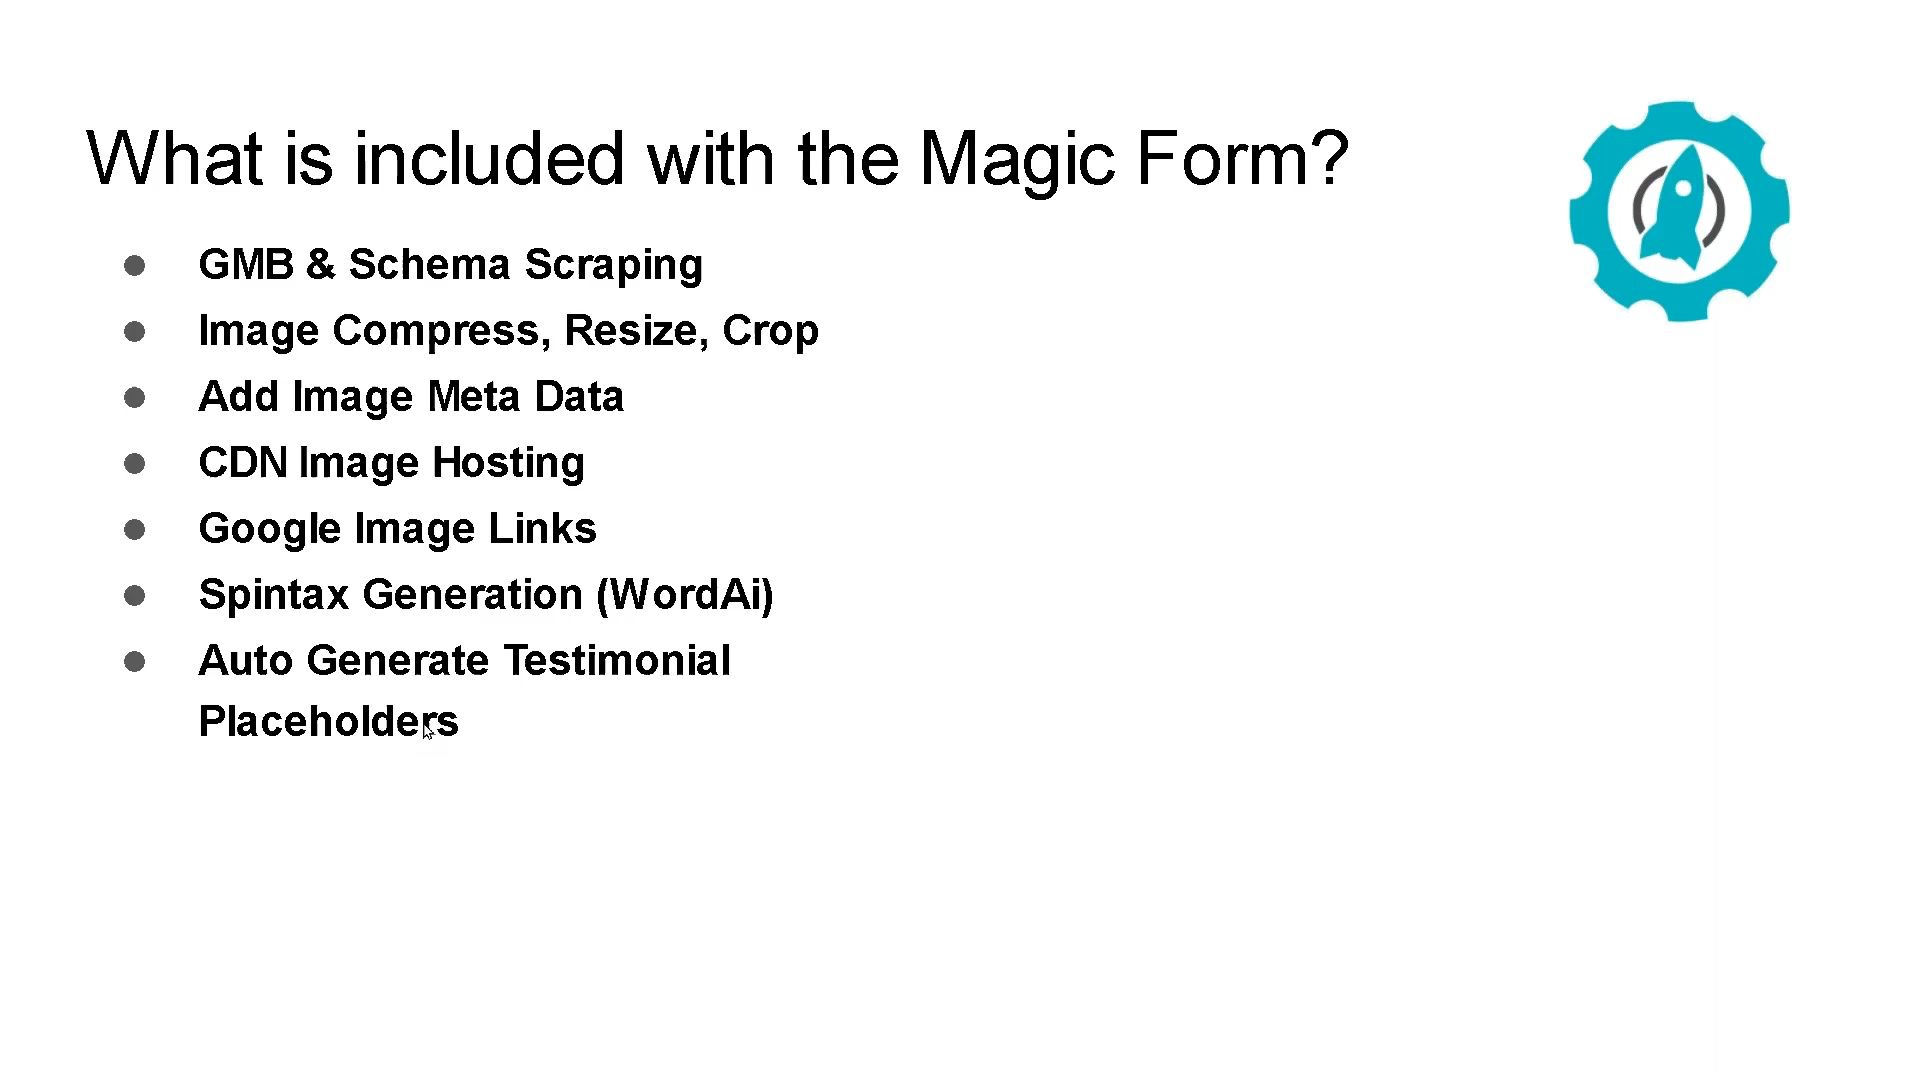 What is included with the Magic Form?
● GMB & Schema Scraping
● Image Compress, Resize, Crop
● Add Image Meta Data
● CDN Image Hosting
● Google Image Links
● Spintax Generation (WordAi)
● Auto Generate Testimonial
Placeholders